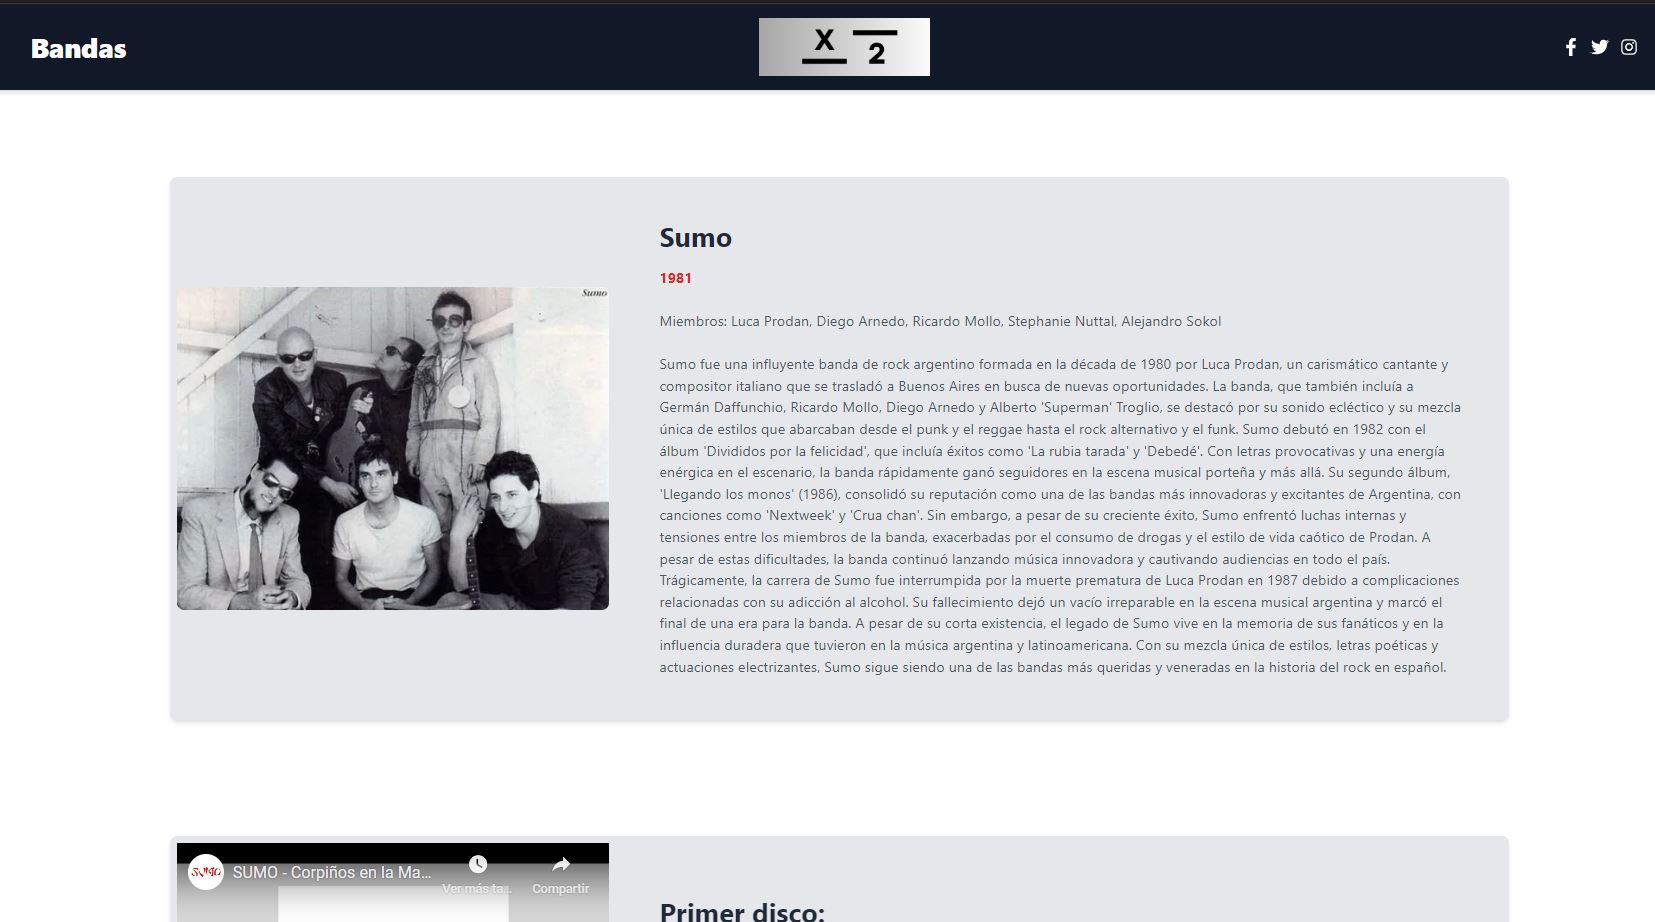 Bandas
X
2
Sumo
1981
Miembros: Luca Prodan, Diego Arnedo, Ricardo Mollo, Stephanie Nuttal, Alejandro Sokol
Sumo
Sumo fue una influyente banda de rock argentino formada en la década de 1980 por Luca Prodan, un carismático cantante y
compositor italiano que se trasladó a Buenos Aires en busca de nuevas oportunidades. La banda, que también incluía a
Germán Daffunchio, Ricardo Mollo, Diego Arnedo y Alberto 'Superman' Troglio, se destacó por su sonido ecléctico y su mezcla
única de estilos que abarcaban desde el punk y el reggae hasta el rock alternativo y el funk. Sumo debutó en 1982 con el
álbum 'Divididos por la felicidad', que incluía éxitos como 'La rubia tarada' y 'Debedé'. Con letras provocativas y una energía
enérgica en el escenario, la banda rápidamente ganó seguidores en la escena musical porteña y más allá. Su segundo álbum,
'Llegando los monos' (1986), consolidó su reputación como una de las bandas más innovadoras y excitantes de Argentina, con
canciones como 'Nextweek' y 'Crua chan'. Sin embargo, a pesar de su creciente éxito, Sumo enfrentó luchas internas y
tensiones entre los miembros de la banda, exacerbadas por el consumo de drogas y el estilo de vida caótico de Prodan. A
pesar de estas dificultades, la banda continuó lanzando música innovadora y cautivando audiencias en todo el país.
Trágicamente, la carrera de Sumo fue interrumpida por la muerte prematura de Luca Prodan en 1987 debido a complicaciones
relacionadas con su adicción al alcohol. Su fallecimiento dejó un vacío irreparable en la escena musical argentina y marcó el
final de una era para la banda. A pesar de su corta existencia, el legado de Sumo vive en la memoria de sus fanáticos y en la
influencia duradera que tuvieron en la música argentina y latinoamericana. Con su mezcla única de estilos, letras poéticas y
actuaciones electrizantes, Sumo sigue siendo una de las bandas más queridas y veneradas en la historia del rock en español.
SUMO
SUMO - Corpiños en la Ma...
Ver más ta...
Compartir
Primer disco: